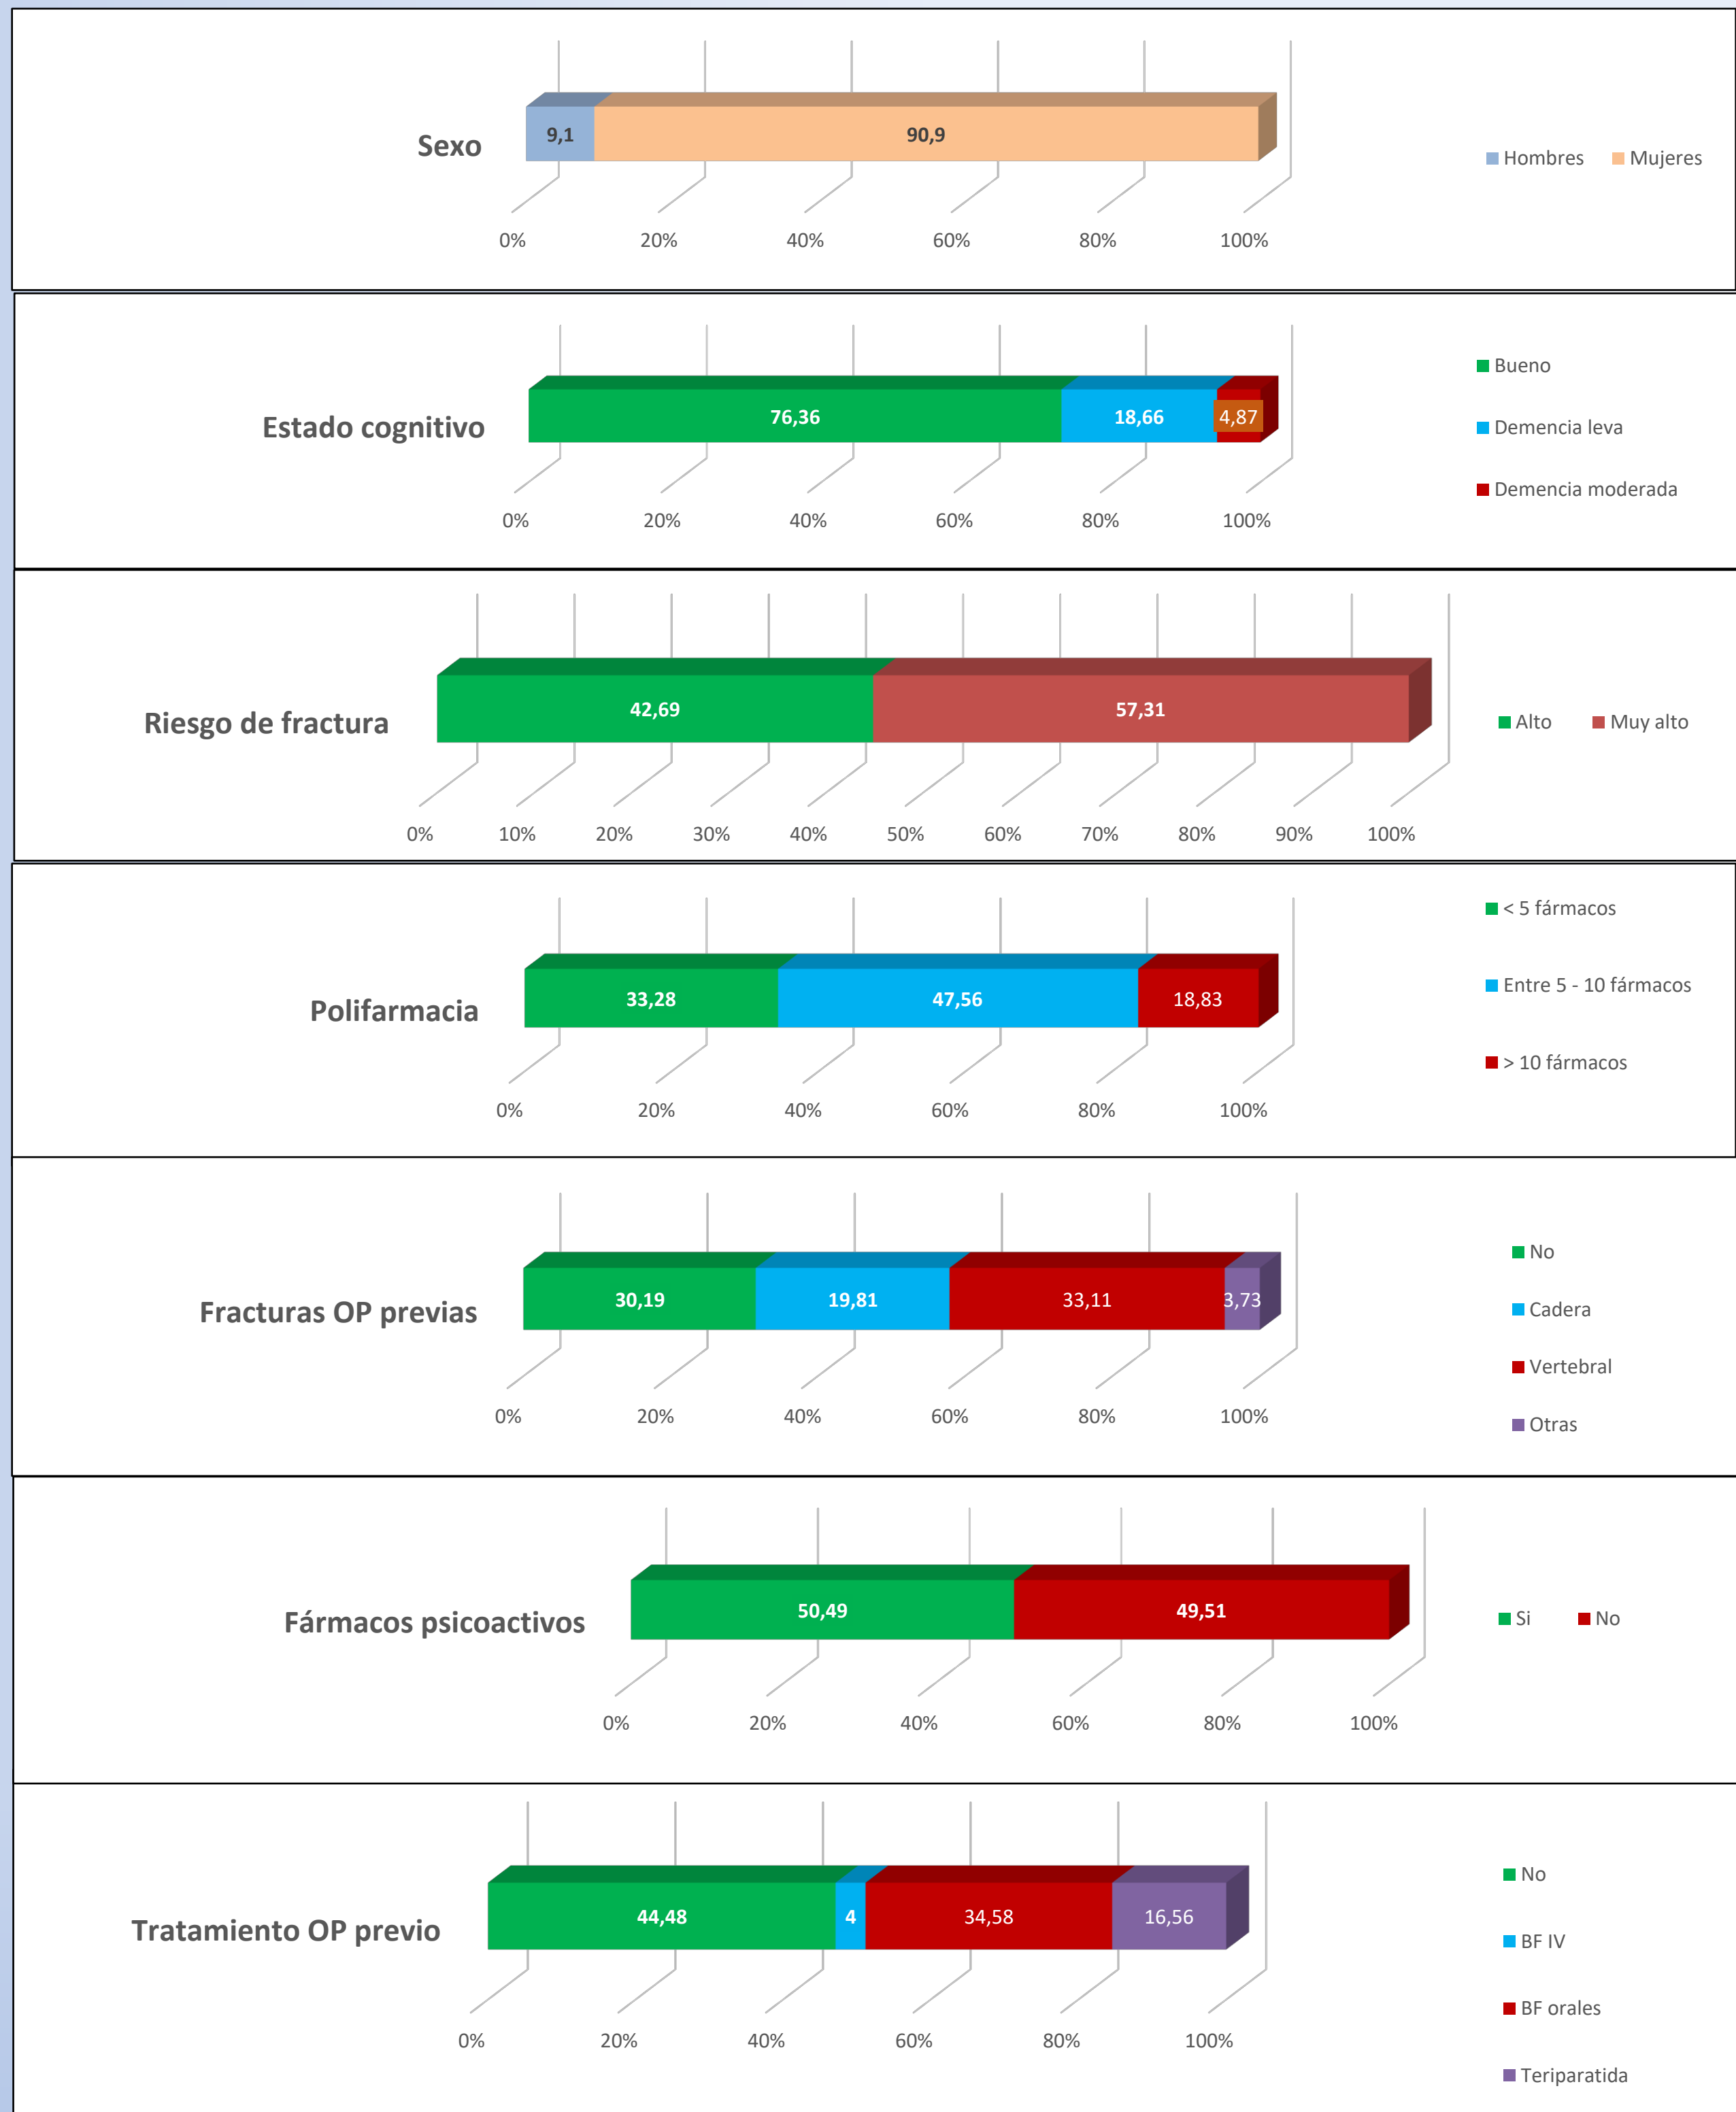 Sexo
9,1
90,9
Hombres
Mujeres
0% 20% 40% 60% 80% 100%
Estado cognitivo
76,36
18,66
4,87
Bueno
Demencia leva
Demencia moderada
0% 20% 40% 60% 80% 100%
Riesgo de fractura
42,69
57,31
Alto
Muy alto
0% 10% 20% 30% 40% 50% 60% 70% 80% 90% 100%
Polifarmacia
33,28
47,56
18,83
< 5 fármacos
Entre 5 - 10 fármacos
> 10 fármacos
0% 20% 40% 60% 80% 100%
Fracturas OP previas
30,19
19,81
33,11
3,73
No
Cadera
Vertebral
Otras
0% 20% 40% 60% 80% 100%
Fármacos psicoactivos
50,49
49,51
Si
No
0% 20% 40% 60% 80% 100%
Tratamiento OP previo
44,48
4
34,58
16,56
No
BF IV
BF orales
Teriparatida
0% 20% 40% 60% 80% 100%